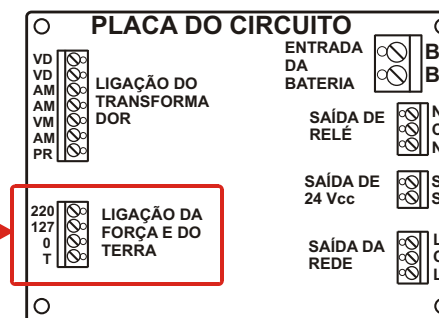 PLACA DO CIRCUITO
VD
VD
AM
AM
VM
AM
PR
LIGAÇÃO DO
TRANSFORMA
DOR
220
127
0
T
LIGAÇÃO DA
FORÇA E DO
TERRA
ENTRADA
DA
BATERIA
B
B
SAÍDA DE
RELÉ
N
C
N
SAÍDA DE
24 Vcc
S
S
SAÍDA DA
REDE
L